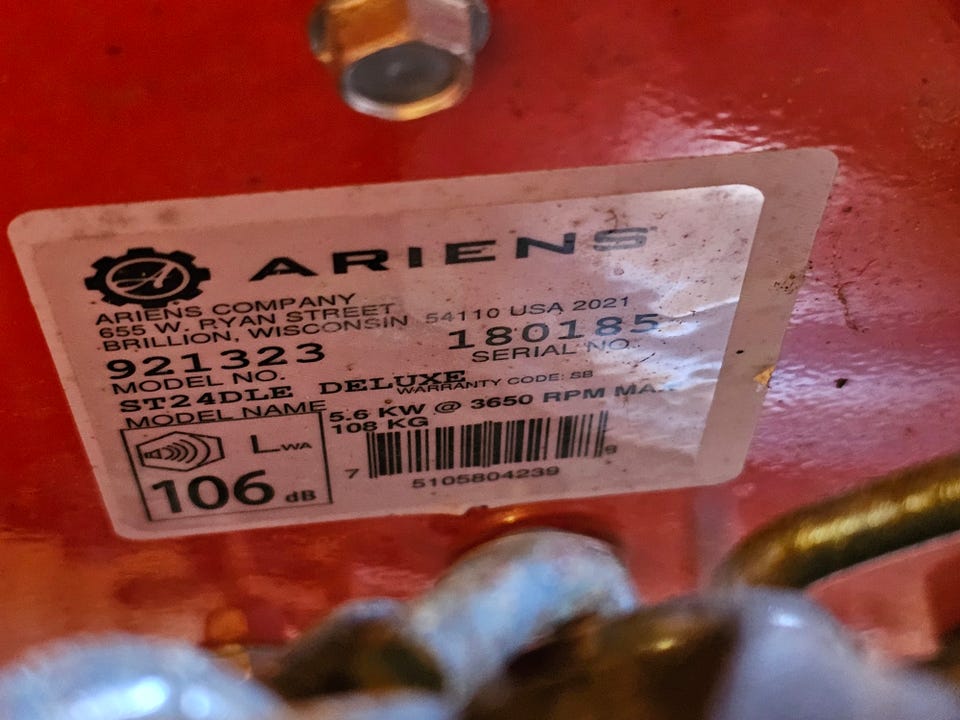 ARIENS
ARIENS COMPANY
655 W. RYAN STREET
BRILLION, WISCONSIN 54110 USA 2021
921323 180185
MODEL NO. SERIAL NO.
ST24DLE DELUXE
MODEL NAME WARRANTY CODE: SB
5.6 KW @ 3650 RPM MAX
108 KG
LWA
106 dB
7 5105804239 9